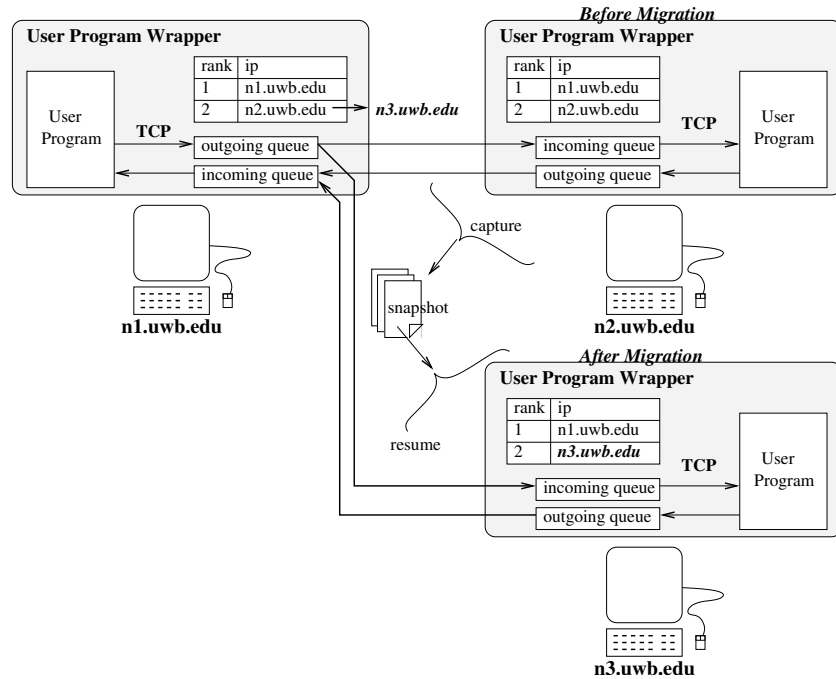 Before Migration
User Program Wrapper
rank ip
1 n1.uwb.edu
2 n2.uwb.edu
n3.uwb.edu
User
Program
TCP
outgoing queue
incoming queue
n1.uwb.edu
User Program Wrapper
rank ip
1 n1.uwb.edu
2 n2.uwb.edu
TCP
User
Program
incoming queue
outgoing queue
n2.uwb.edu
capture
snapshot
resume
After Migration
User Program Wrapper
rank ip
1 n1.uwb.edu
2 n3.uwb.edu
TCP
User
Program
incoming queue
outgoing queue
n3.uwb.edu